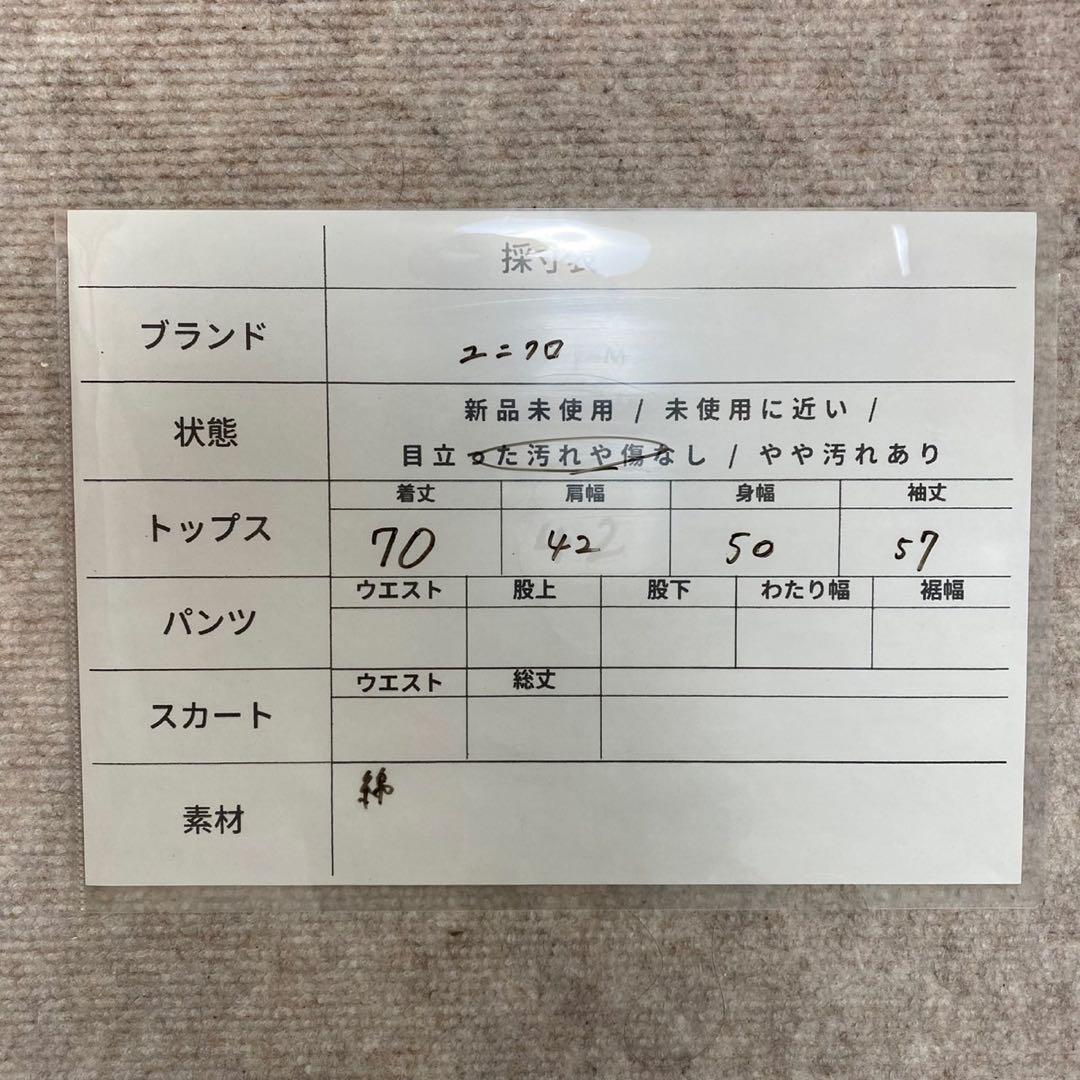 採寸表
ブランド
ユニクロ
状態
新品未使用 / 未使用に近い /
目立った汚れや傷なし / やや汚れあり
トップス
着丈 肩幅 身幅 袖丈
70 42 50 57
パンツ
ウエスト 股上 股下 わたり幅 裾幅
スカート
ウエスト 総丈
素材
綿